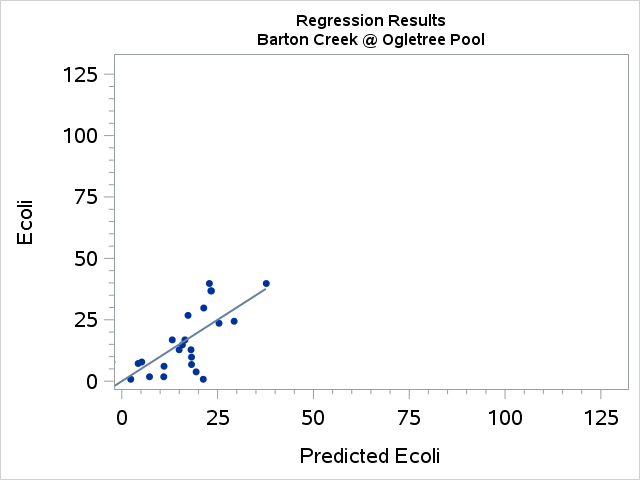 Regression Results
Barton Creek @ Ogletree Pool
125
100
75
50
25
0
Ecoli
0 25 50 75 100 125
Predicted Ecoli